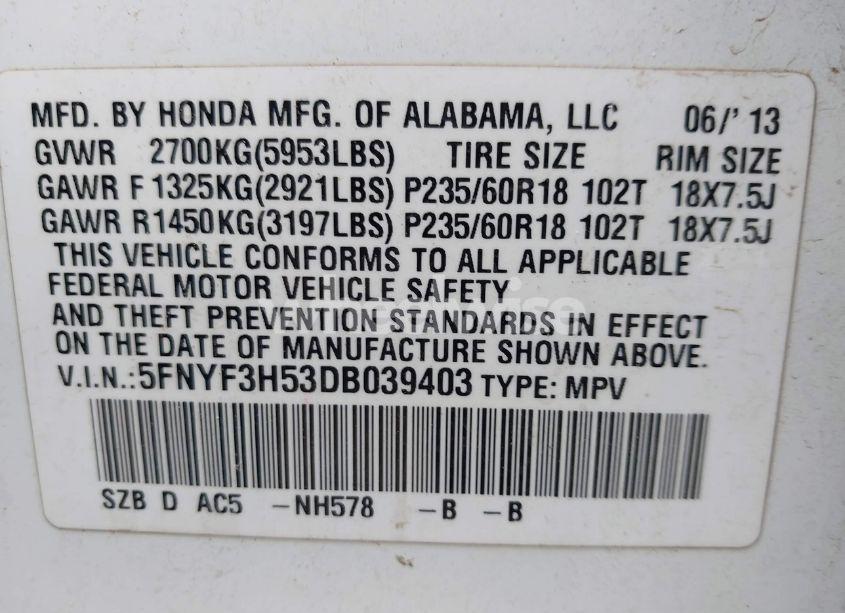 MFD. BY HONDA MFG. OF ALABAMA, LLC 06/' 13
GVWR 2700KG(5953LBS) TIRE SIZE RIM SIZE
GAWR F 1325KG(2921LBS) P235/60R18 102T 18X7.5J
GAWR R1450KG(3197LBS) P235/60R18 102T 18X7.5J
THIS VEHICLE CONFORMS TO ALL APPLICABLE
FEDERAL MOTOR VEHICLE SAFETY
AND THEFT PREVENTION STANDARDS IN EFFECT
ON THE DATE OF MANUFACTURE SHOWN ABOVE.
V.I.N.:5FNYF3H53DB039403 TYPE: MPV
SZB D AC5 -NH578 -B -B